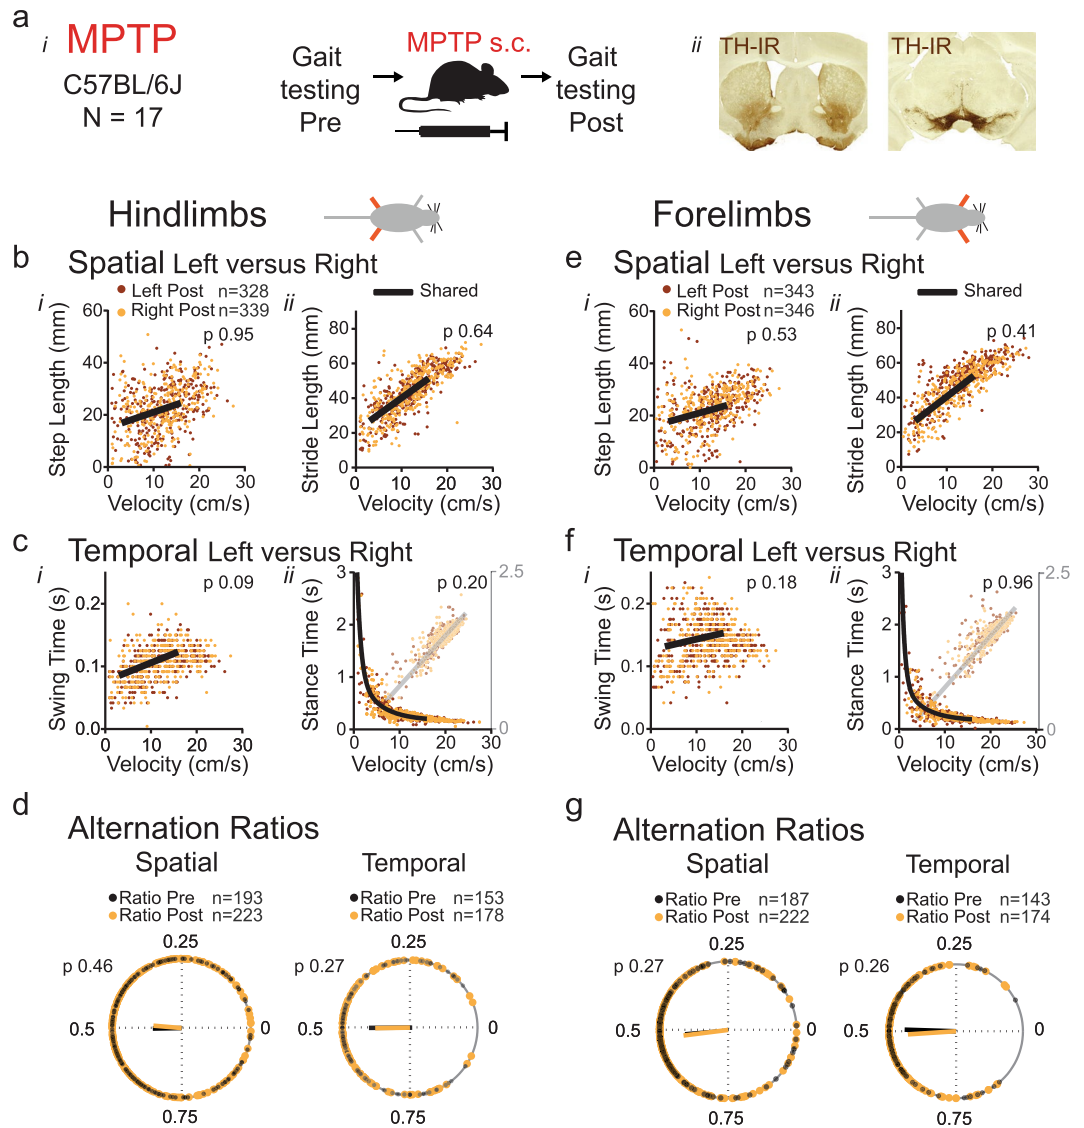 a
i MPTP
C57BL/6J
N = 17
Gait testing Pre
MPTP s.c.
Gait testing Post
ii
TH-IR
TH-IR
Hindlimbs
Forelimbs
b Spatial Left versus Right
i
Left Post n=328
Right Post n=339
p 0.95
Step Length (mm)
60
40
20
0
0 10 20 30
Velocity (cm/s)
ii
Shared
p 0.64
Stride Length (mm)
80
60
40
20
0
0 10 20 30
Velocity (cm/s)
e Spatial Left versus Right
i
Left Post n=343
Right Post n=346
p 0.53
Step Length (mm)
60
40
20
0
0 10 20 30
Velocity (cm/s)
ii
Shared
p 0.41
Stride Length (mm)
80
60
40
20
0
0 10 20 30
Velocity (cm/s)
c Temporal Left versus Right
i
p 0.09
Swing Time (s)
0.2
0.1
0.0
0 10 20 30
Velocity (cm/s)
ii
p 0.20
Stance Time (s)
3
2
1
0
2.5
0
0 10 20 30
Velocity (cm/s)
f Temporal Left versus Right
i
p 0.18
Swing Time (s)
0.2
0.1
0.0
0 10 20 30
Velocity (cm/s)
ii
p 0.96
Stance Time (s)
3
2
1
0
2.5
0
0 10 20 30
Velocity (cm/s)
d Alternation Ratios
Spatial
Ratio Pre n=193
Ratio Post n=223
p 0.46
0.25
0.5
0
0.75
Temporal
Ratio Pre n=153
Ratio Post n=178
p 0.27
0.25
0.5
0
0.75
g Alternation Ratios
Spatial
Ratio Pre n=187
Ratio Post n=222
p 0.27
0.25
0.5
0
0.75
Temporal
Ratio Pre n=143
Ratio Post n=174
p 0.26
0.25
0.5
0
0.75